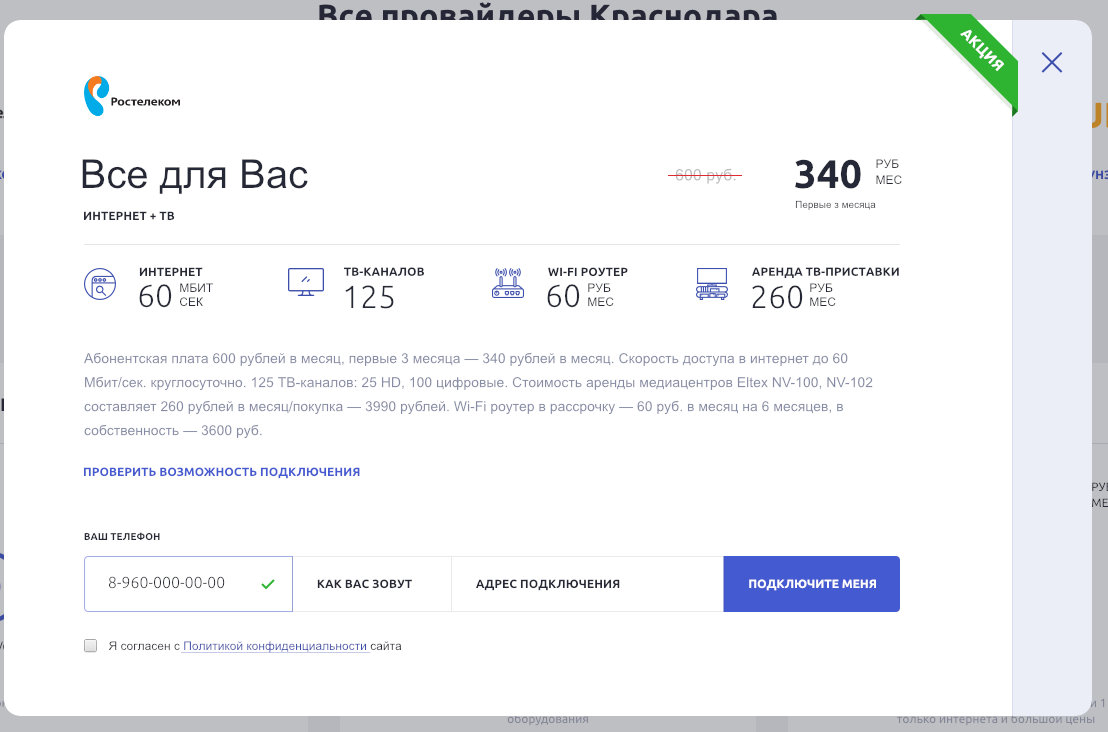 Все провайдеры Краснодара
АКЦИЯ
Ростелеком
Все для Вас
600 руб.
340 РУБ МЕС
Первые 3 месяца
ИНТЕРНЕТ + ТВ
ИНТЕРНЕТ
60 МБИТ СЕК
ТВ-КАНАЛОВ
125
WI-FI РОУТЕР
60 РУБ МЕС
АРЕНДА ТВ-ПРИСТАВКИ
260 РУБ МЕС
Абонентская плата 600 рублей в месяц, первые 3 месяца — 340 рублей в месяц. Скорость доступа в интернет до 60
Мбит/сек. круглосуточно. 125 ТВ-каналов: 25 HD, 100 цифровые. Стоимость аренды медиацентров Eltex NV-100, NV-102
составляет 260 рублей в месяц/покупка — 3990 рублей. Wi-Fi роутер в рассрочку — 60 руб. в месяц на 6 месяцев, в
собственность — 3600 руб.
ПРОВЕРИТЬ ВОЗМОЖНОСТЬ ПОДКЛЮЧЕНИЯ
ВАШ ТЕЛЕФОН
8-960-000-00-00
КАК ВАС ЗОВУТ
АДРЕС ПОДКЛЮЧЕНИЯ
ПОДКЛЮЧИТЕ МЕНЯ
Я согласен с Политикой конфиденциальности сайта
оборудования
только интернета и большой цены